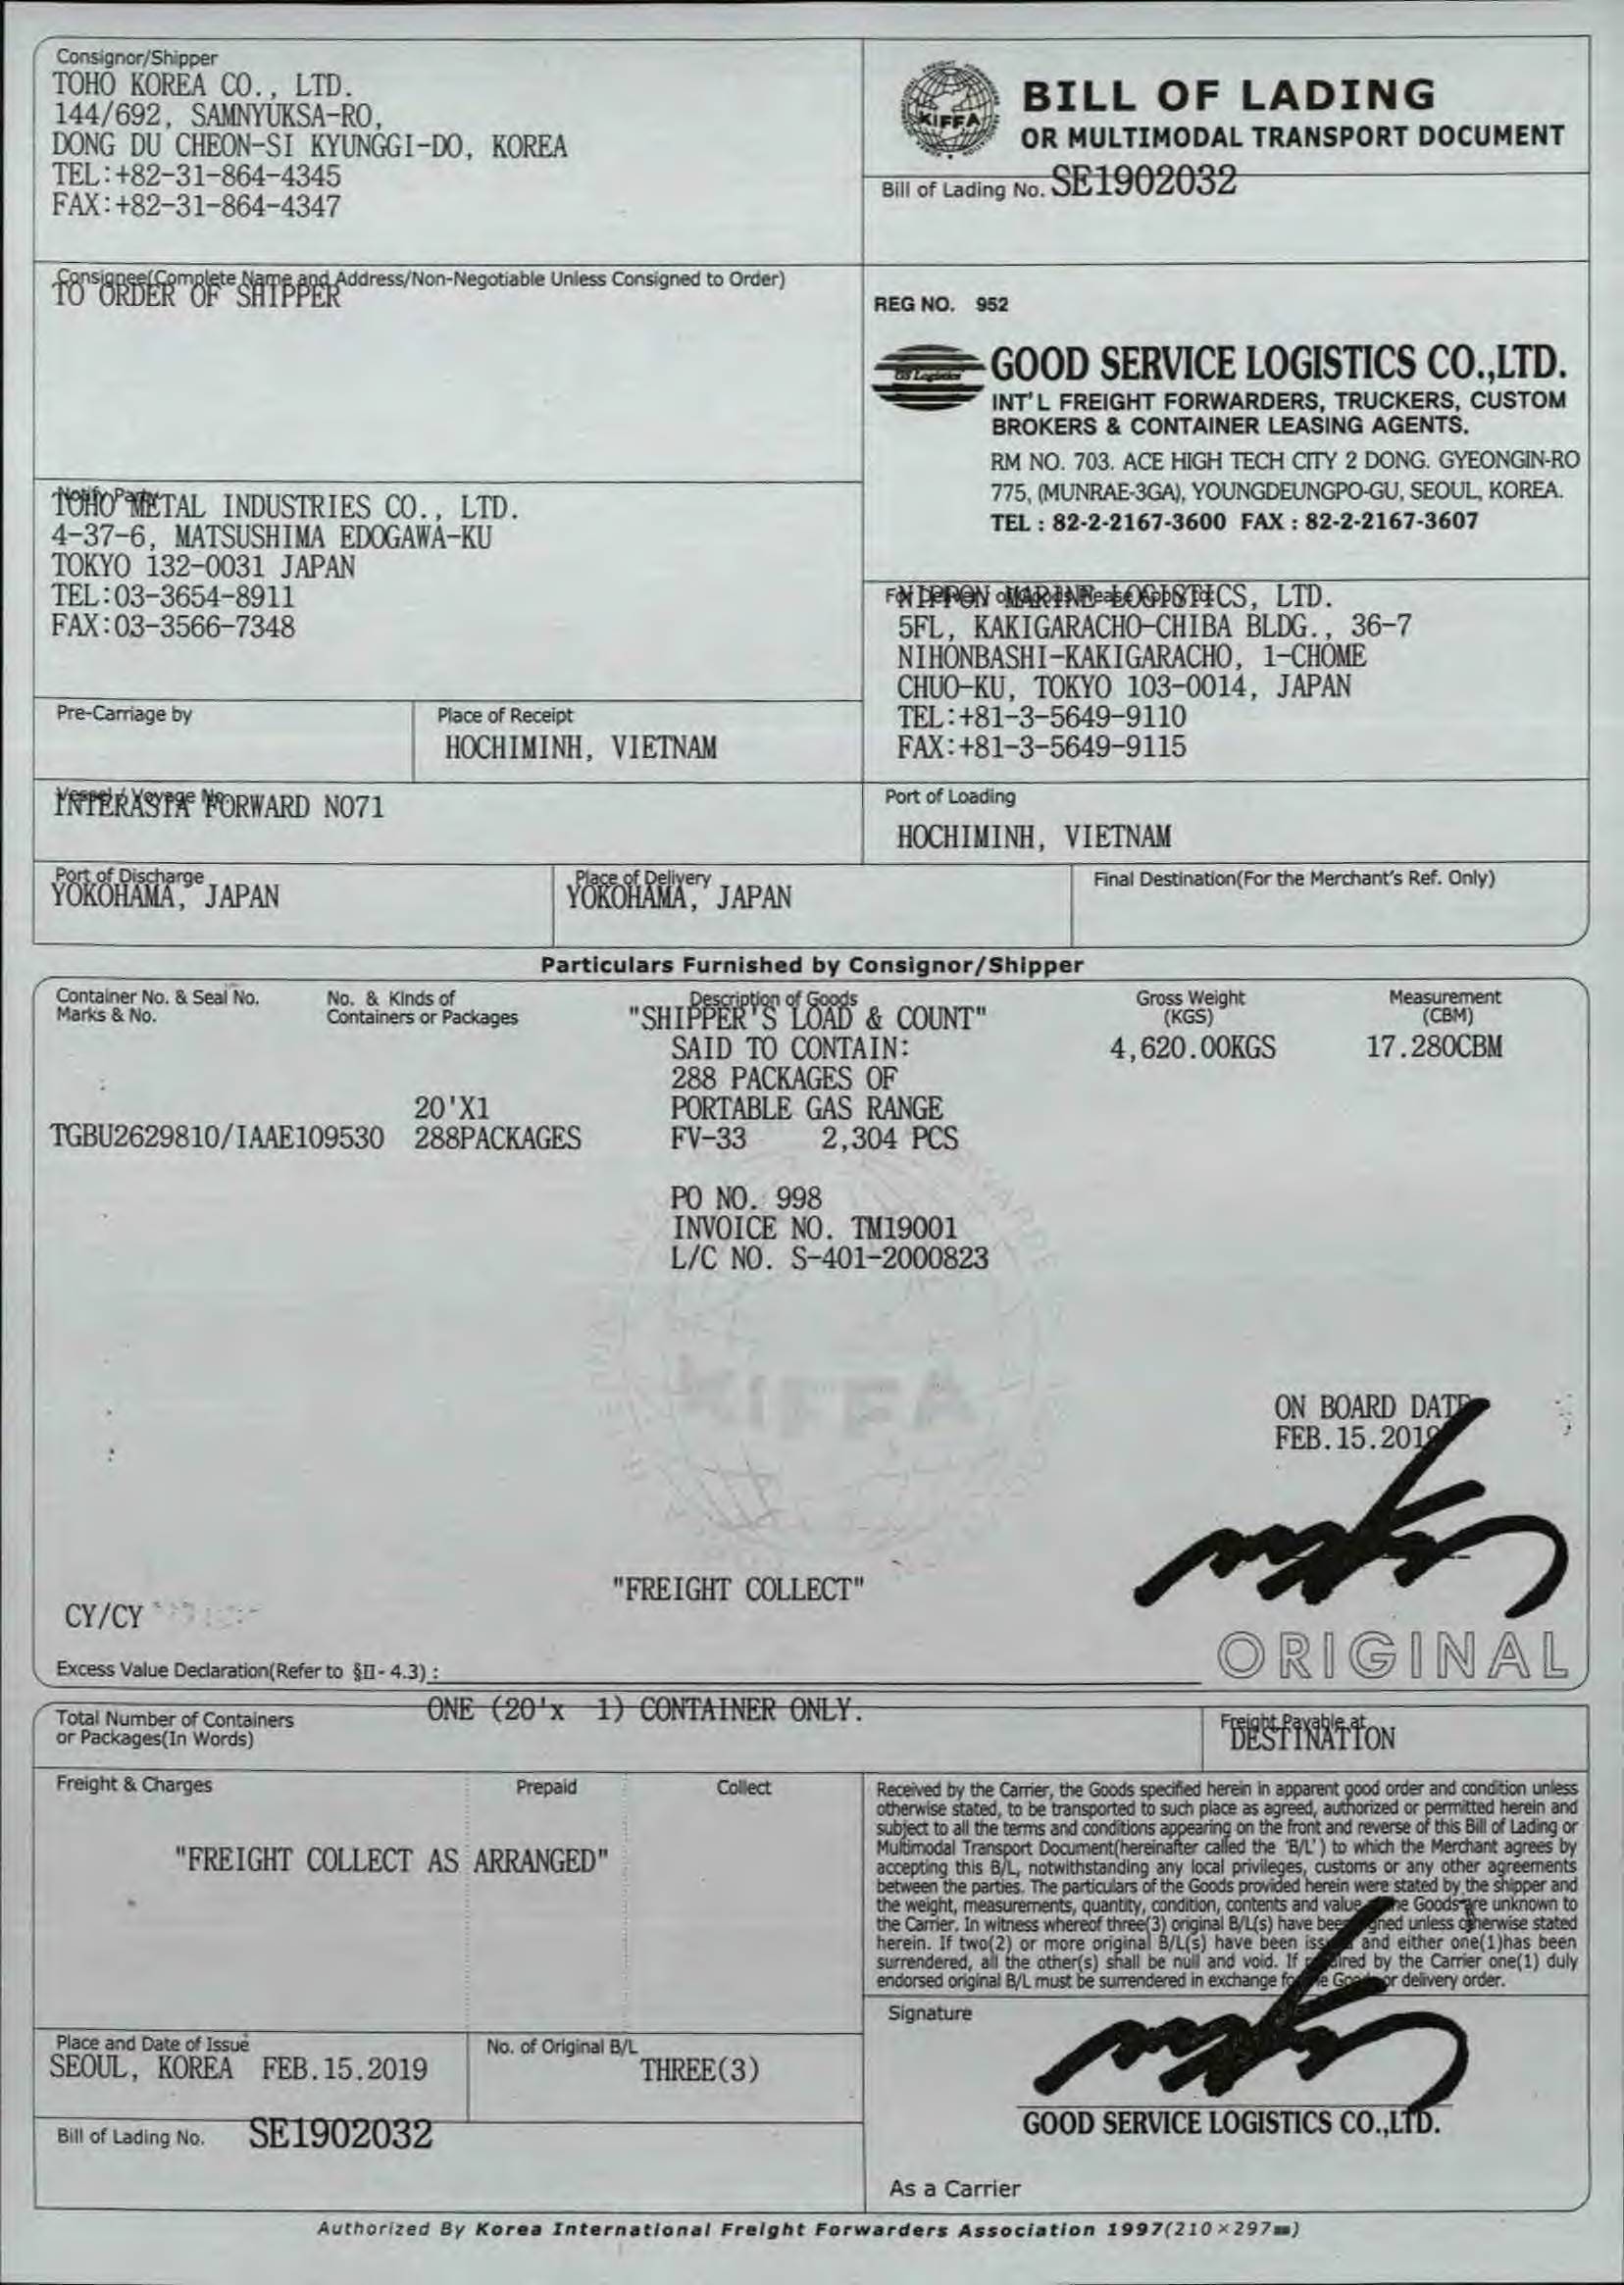 Consignor/Shipper
TOHO KOREA CO., LTD.
144/692, SAMNYUKSA-RO,
DONG DU CHEON-SI KYUNGGI-DO, KOREA
TEL:+82-31-864-4345
FAX:+82-31-864-4347
KIFFA
BILL OF LADING
OR MULTIMODAL TRANSPORT DOCUMENT
Bill of Lading No. SE1902032
Consignee(Complete Name and Address/Non-Negotiable Unless Consigned to Order)
TO ORDER OF SHIPPER
REG NO. 952
GS Logistics
GOOD SERVICE LOGISTICS CO.,LTD.
INT'L FREIGHT FORWARDERS, TRUCKERS, CUSTOM
BROKERS & CONTAINER LEASING AGENTS.
RM NO. 703. ACE HIGH TECH CITY 2 DONG. GYEONGIN-RO
775, (MUNRAE-3GA), YOUNGDEUNGPO-GU, SEOUL, KOREA.
TEL : 82-2-2167-3600 FAX : 82-2-2167-3607
Notify Party
TOHO METAL INDUSTRIES CO., LTD.
4-37-6, MATSUSHIMA EDOGAWA-KU
TOKYO 132-0031 JAPAN
TEL:03-3654-8911
FAX:03-3566-7348
For Delivery of Goods Please Apply to:
NIPPON MARINE LOGISTICS, LTD.
5FL, KAKIGARACHO-CHIBA BLDG., 36-7
NIHONBASHI-KAKIGARACHO, 1-CHOME
CHUO-KU, TOKYO 103-0014, JAPAN
TEL:+81-3-5649-9110
FAX:+81-3-5649-9115
Pre-Carriage by
Place of Receipt
HOCHIMINH, VIETNAM
Vessel / Voyage No.
INTERASIA FORWARD N071
Port of Loading
HOCHIMINH, VIETNAM
Port of Discharge
YOKOHAMA, JAPAN
Place of Delivery
YOKOHAMA, JAPAN
Final Destination(For the Merchant's Ref. Only)
Particulars Furnished by Consignor/Shipper
Container No. & Seal No.
Marks & No.
No. & Kinds of
Containers or Packages
Description of Goods
Gross Weight
(KGS)
Measurement
(CBM)
"SHIPPER'S LOAD & COUNT"
SAID TO CONTAIN: 4,620.00KGS 17.280CBM
288 PACKAGES OF
20'X1 PORTABLE GAS RANGE
TGBU2629810/IAAE109530 288PACKAGES FV-33 2,304 PCS
PO NO. 998
INVOICE NO. TM19001
L/C NO. S-401-2000823
KIFFA
ON BOARD DATE
FEB.15.2019
"FREIGHT COLLECT"
CY/CY
ORIGINAL
Excess Value Declaration(Refer to §II- 4.3) :
Total Number of Containers
or Packages(In Words)
ONE (20'x 1) CONTAINER ONLY.
Freight Payable at
DESTINATION
Freight & Charges Prepaid Collect
"FREIGHT COLLECT AS ARRANGED"
Received by the Carrier, the Goods specified herein in apparent good order and condition unless
otherwise stated, to be transported to such place as agreed, authorized or permitted herein and
subject to all the terms and conditions appearing on the front and reverse of this Bill of Lading or
Multimodal Transport Document(hereinafter called the 'B/L') to which the Merchant agrees by
accepting this B/L, notwithstanding any local privileges, customs or any other agreements
between the parties. The particulars of the Goods provided herein were stated by the shipper and
the weight, measurements, quantity, condition, contents and value the Goods are unknown to
the Carrier. In witness whereof three(3) original B/L(s) have been signed unless otherwise stated
herein. If two(2) or more original B/L(s) have been issued and either one(1)has been
surrendered, all the other(s) shall be null and void. If required by the Carrier one(1) duly
endorsed original B/L must be surrendered in exchange for the Goods or delivery order.
Signature
Place and Date of Issue
SEOUL, KOREA FEB.15.2019
No. of Original B/L
THREE(3)
GOOD SERVICE LOGISTICS CO.,LTD.
Bill of Lading No. SE1902032
As a Carrier
Authorized By Korea International Freight Forwarders Association 1997(210×297㎜)